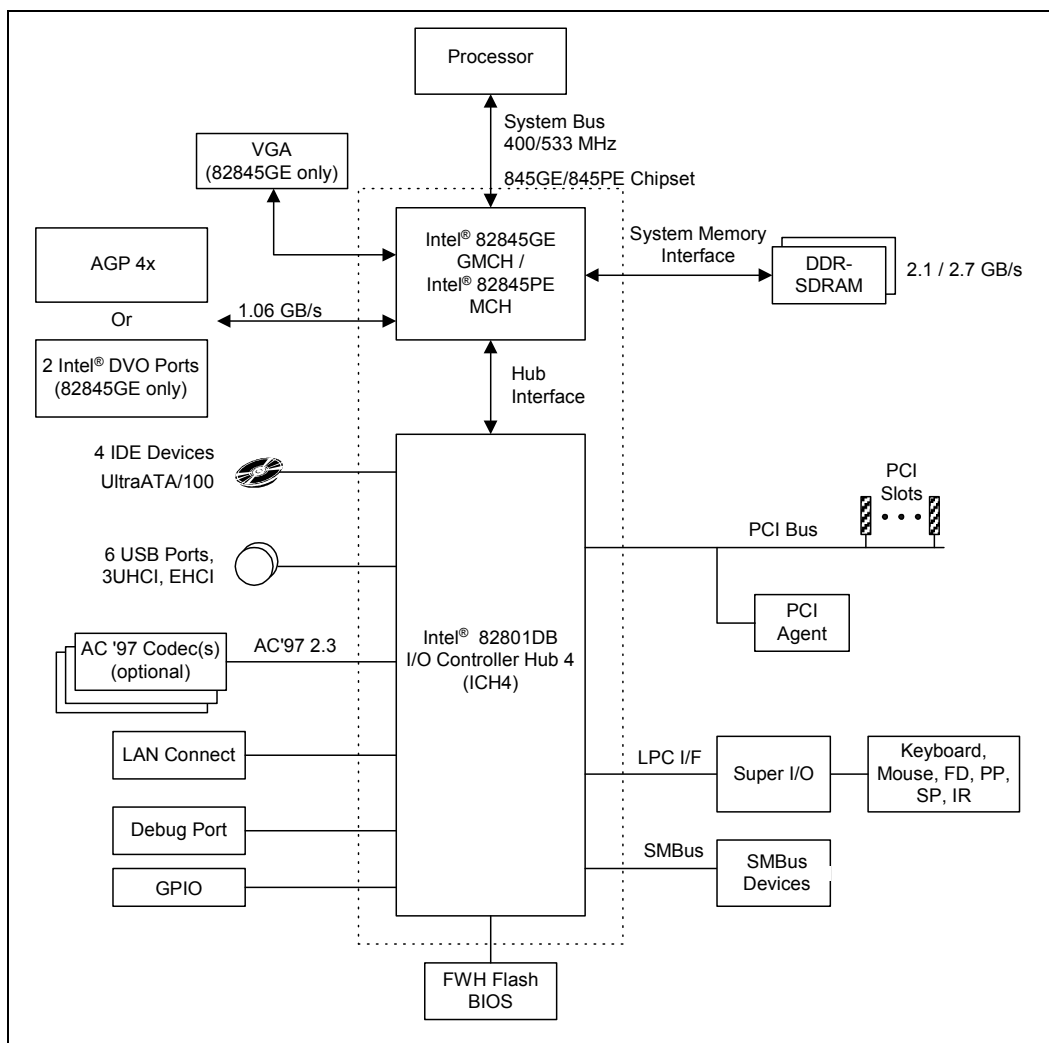 Processor
System Bus
400/533 MHz
VGA
(82845GE only)
845GE/845PE Chipset
Intel® 82845GE
GMCH /
Intel® 82845PE
MCH
System Memory
Interface
DDR-
SDRAM
2.1 / 2.7 GB/s
AGP 4x
Or
1.06 GB/s
2 Intel® DVO Ports
(82845GE only)
Hub
Interface
4 IDE Devices
UltraATA/100
PCI
Slots
PCI Bus
6 USB Ports,
3UHCI, EHCI
PCI
Agent
Intel® 82801DB
I/O Controller Hub 4
(ICH4)
AC '97 Codec(s)
(optional)
AC'97 2.3
LAN Connect
LPC I/F
Super I/O
Keyboard,
Mouse, FD, PP,
SP, IR
Debug Port
SMBus
SMBus
Devices
GPIO
FWH Flash
BIOS